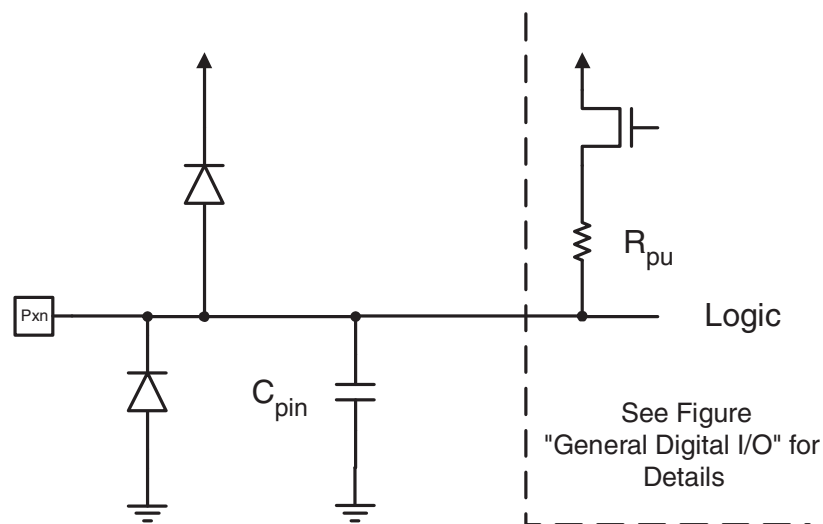 Pxn
C pin
R pu
Logic
See Figure
"General Digital I/O" for
Details